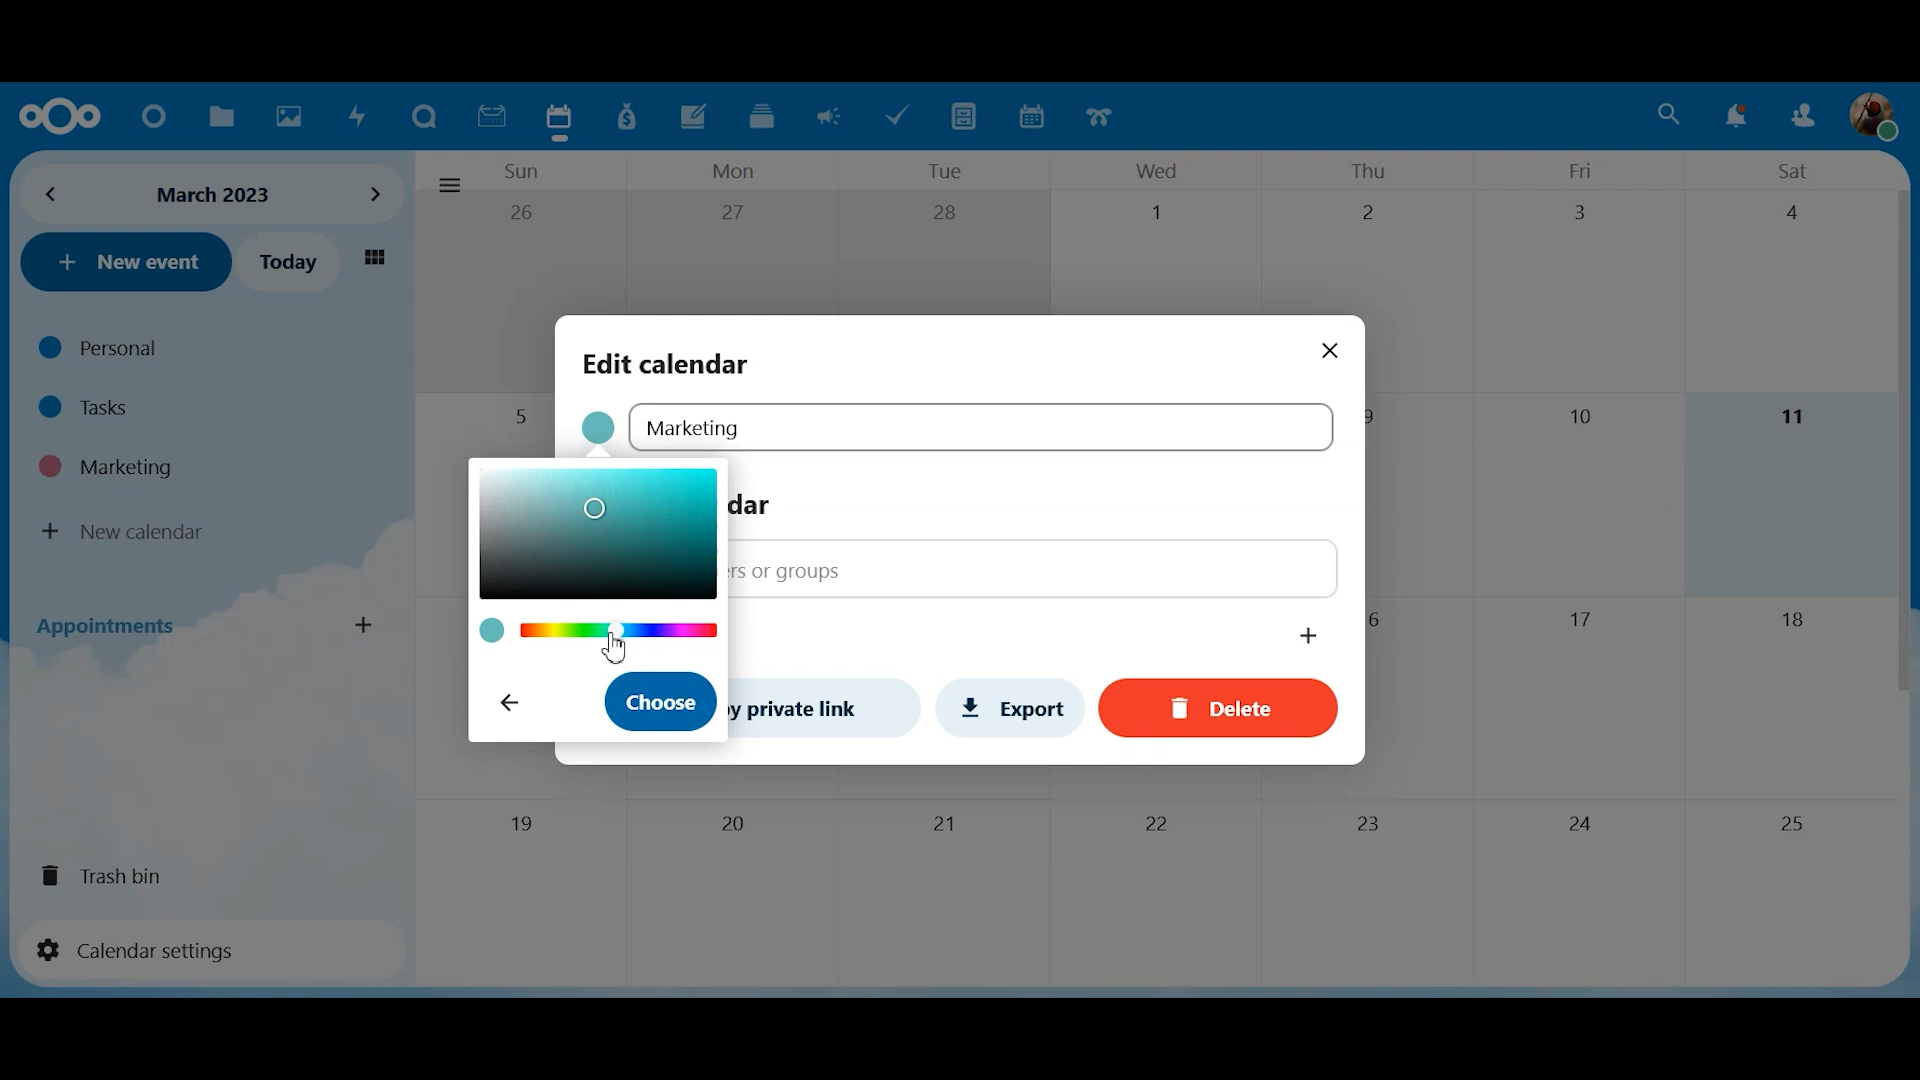 March 2023
New event
Today
Personal
Tasks
Marketing
New calendar
Appointments
Trash bin
Calendar settings
Sun Mon Tue Wed Thu Fri Sat
26 27 28 1 2 3 4
5 9 10 11
6 17 18
19 20 21 22 23 24 25
Edit calendar
Marketing
dar
or groups
Choose
private link
Export
Delete